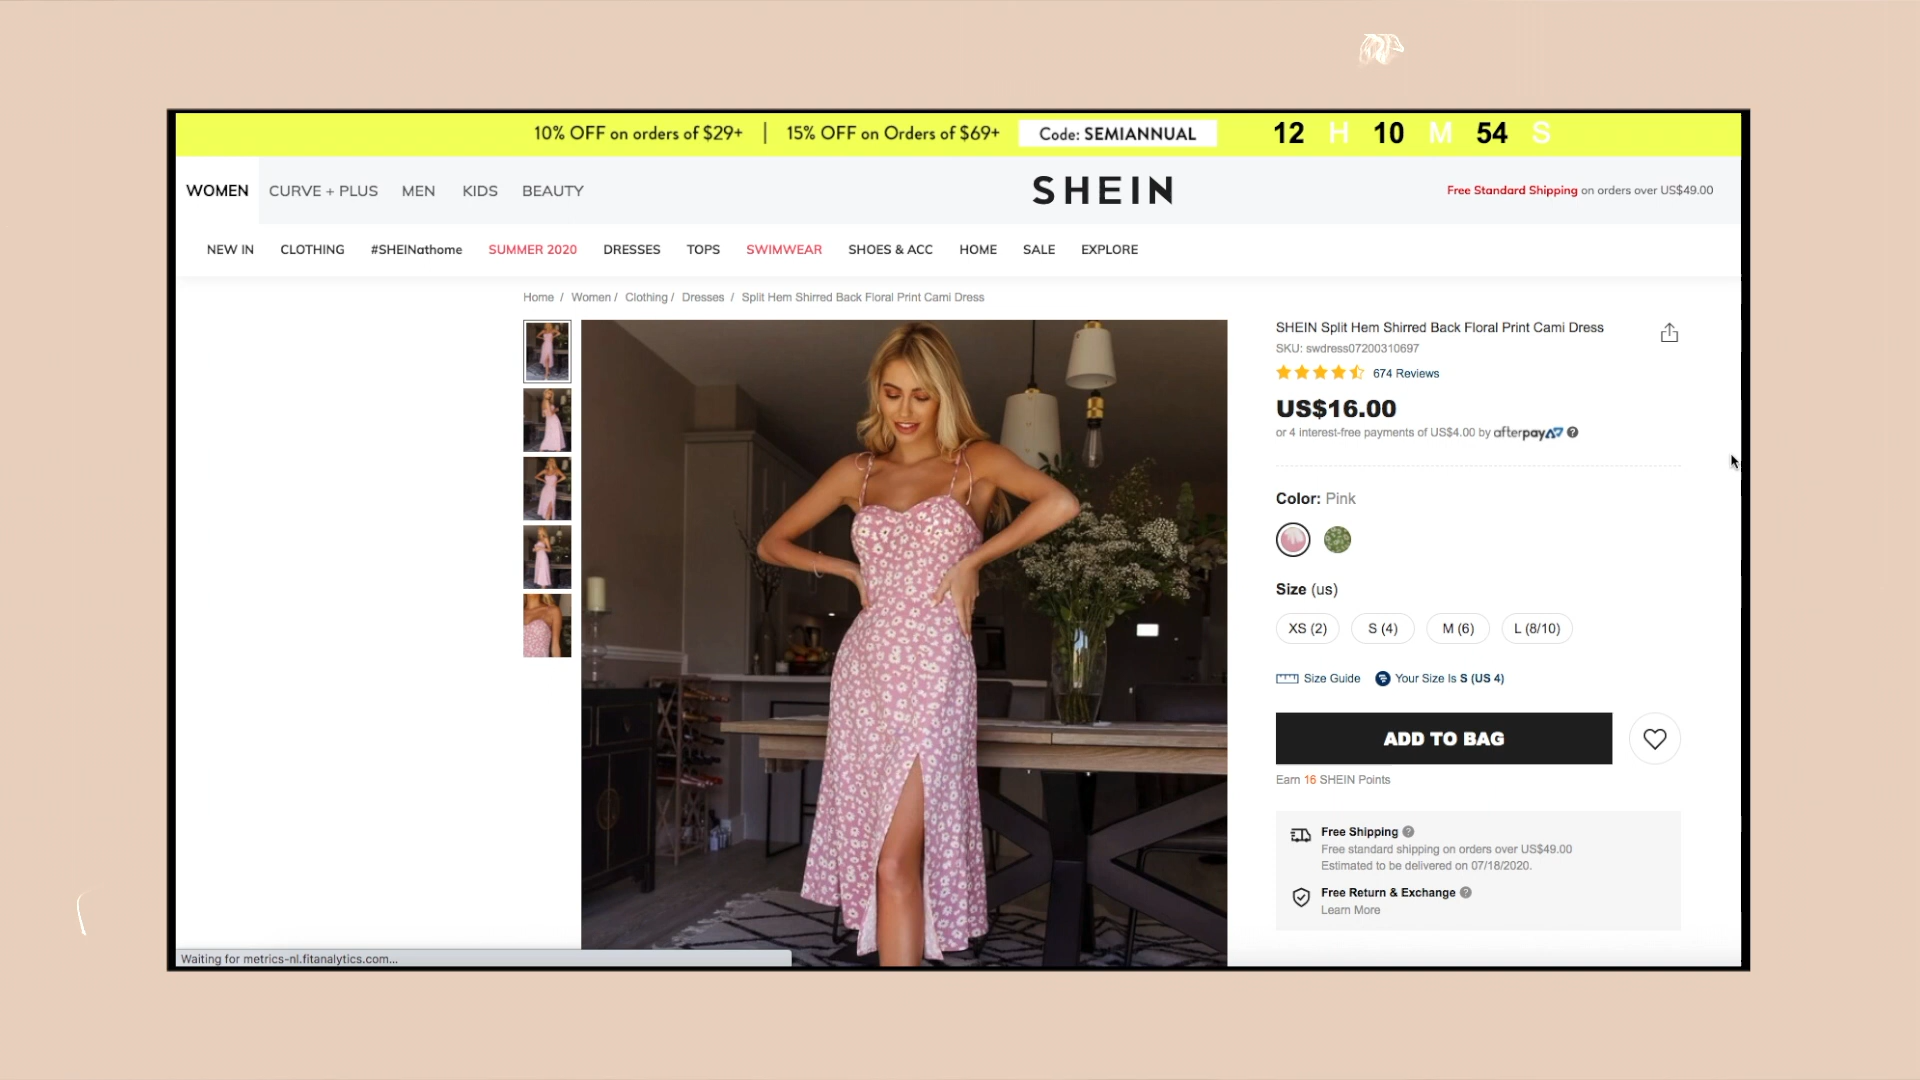 10% OFF on orders of $29+ | 15% OFF on Orders of $69+ Code: SEMIANNUAL 12 H 10 M 54 S
WOMEN CURVE + PLUS MEN KIDS BEAUTY SHEIN Free Standard Shipping on orders over US$49.00
NEW IN CLOTHING #SHEINathome SUMMER 2020 DRESSES TOPS SWIMWEAR SHOES & ACC HOME SALE EXPLORE
Home / Women / Clothing / Dresses / Split Hem Shirred Back Floral Print Cami Dress
SHEIN Split Hem Shirred Back Floral Print Cami Dress
SKU: swdress07200310697
674 Reviews
US$16.00
or 4 interest-free payments of US$4.00 by afterpay
Color: Pink
Size (us)
XS (2) S (4) M (6) L (8/10)
Size Guide Your Size Is S (US 4)
ADD TO BAG
Earn 16 SHEIN Points
Free Shipping
Free standard shipping on orders over US$49.00
Estimated to be delivered on 07/18/2020.
Free Return & Exchange
Learn More
Waiting for metrics-nl.fitanalytics.com...